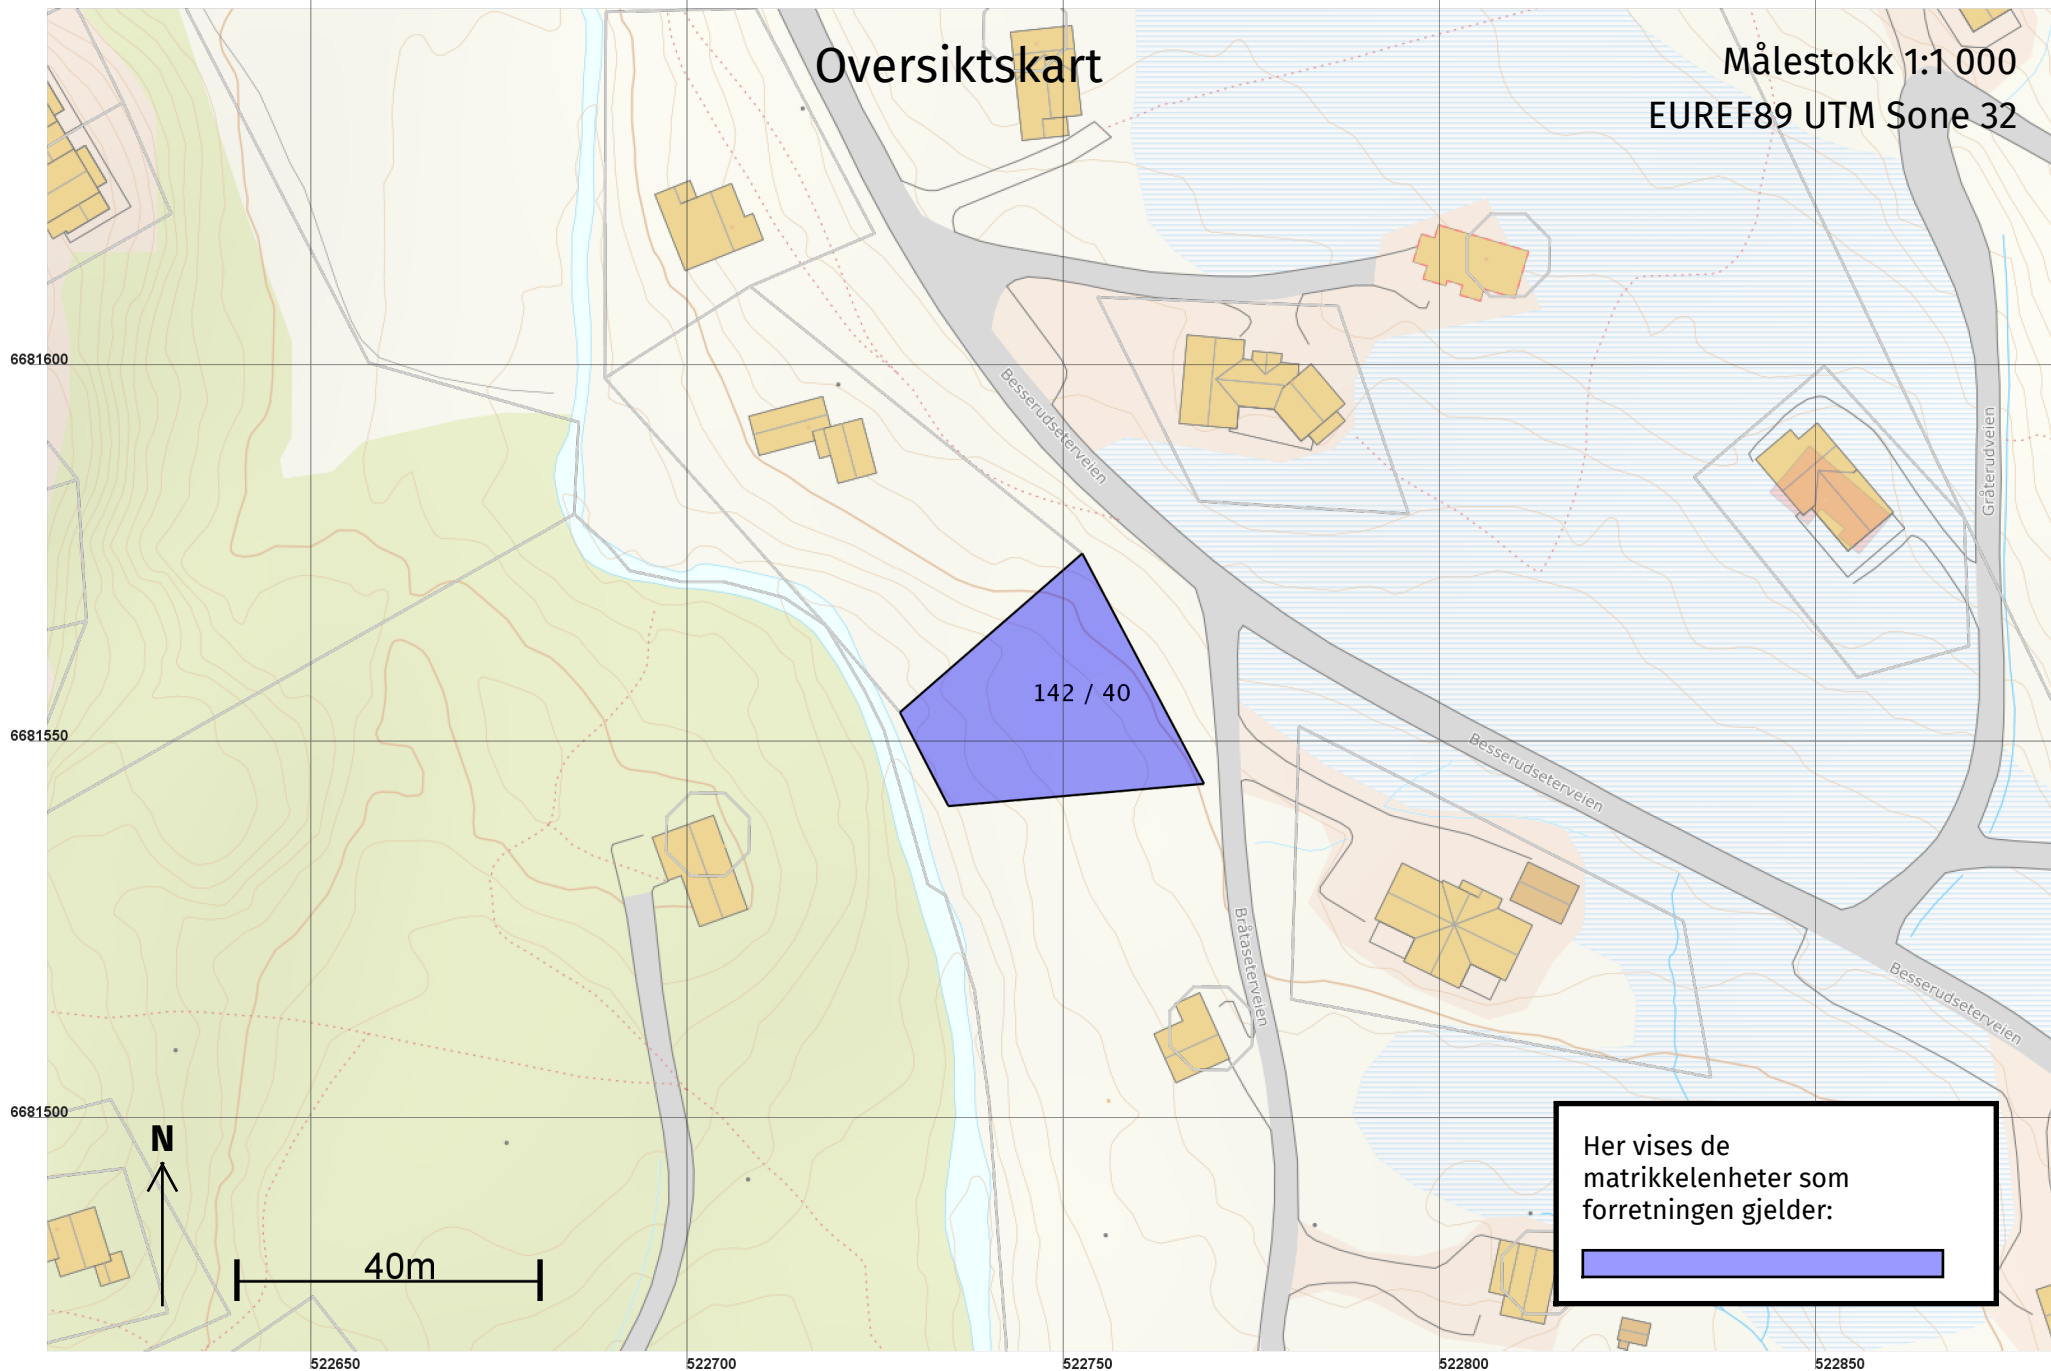 Oversiktskart
Målestokk 1:1 000
EUREF89 UTM Sone 32
6681600
Besserudseterveien
Gråterudveien
142 / 40
6681550
Besserudseterveien
Bråtaseterveien
Besserudseterveien
6681500
N
40m
Her vises de
matrikkelenheter som
forretningen gjelder:
522650
522700
522750
522800
522850